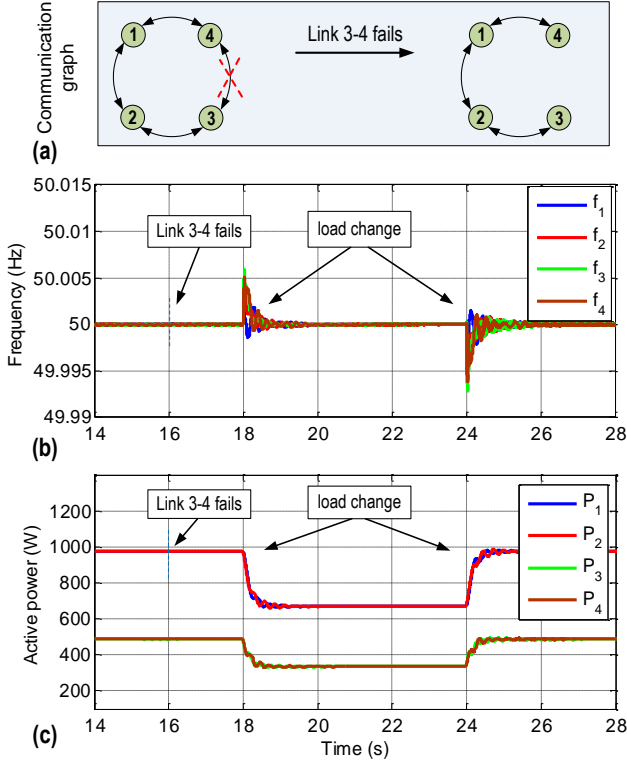 Communication
graph
1
4
2
3
Link 3-4 fails
1
4
2
3
(a)
50.015
50.01
50.005
50
49.995
49.99
Frequency (Hz)
Link 3-4 fails
load change
f1
f2
f3
f4
14 16 18 20 22 24 26 28
(b)
1200
1000
800
600
400
200
Active power (W)
Link 3-4 fails
load change
P1
P2
P3
P4
14 16 18 20 22 24 26 28
(c)
Time (s)